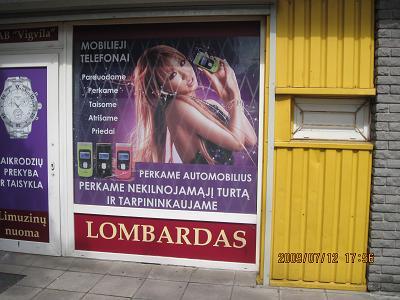 AB "Vigvila"
AIKRODŽIŲ
PREKYBA
IR TAISYKLA
Limuzinų
nuoma
MOBILIEJI
TELEFONAI
Parduodame
Perkame
Taisome
Atrišame
Priedai
PERKAME AUTOMOBILIUS
PERKAME NEKILNOJAMĄJĮ TURTĄ
IR TARPININKAUJAME
LOMBARDAS
2009/07/12 17:36